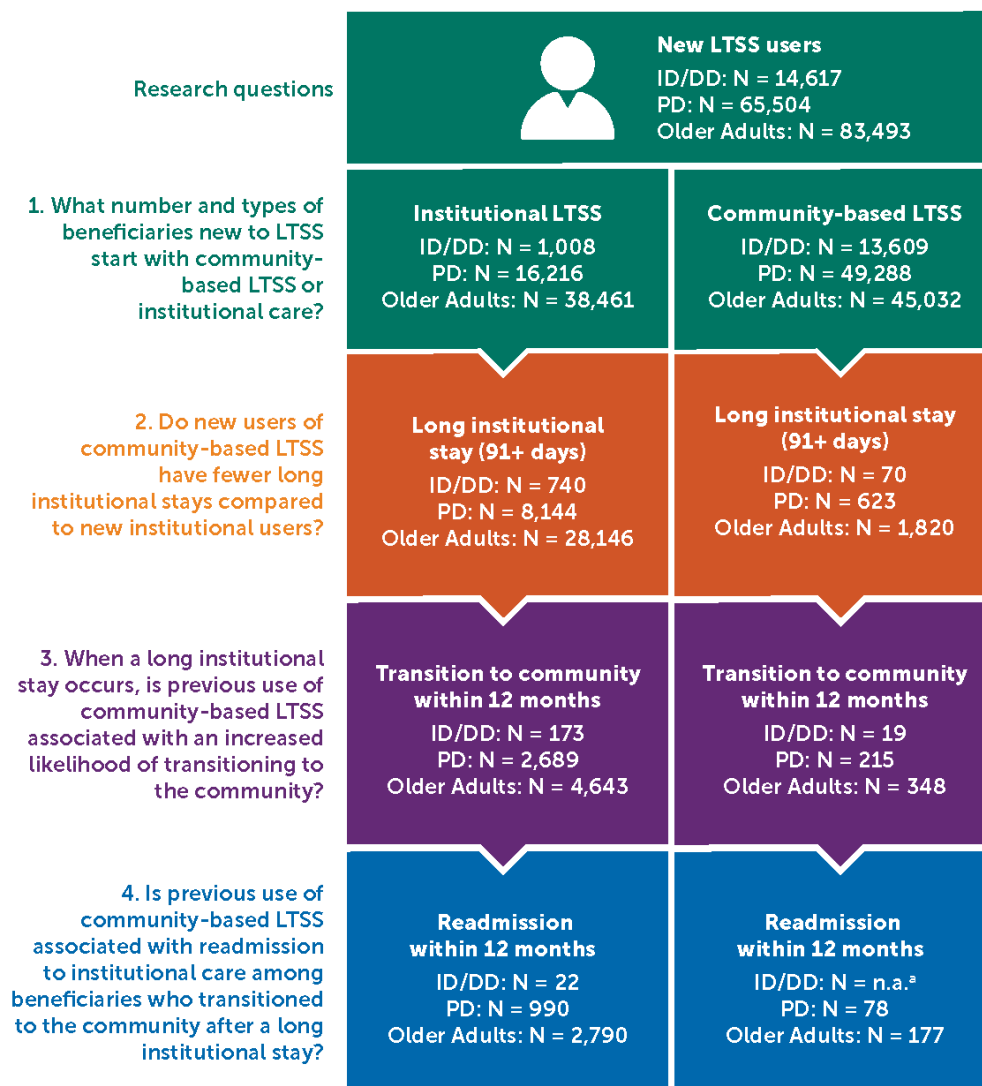 Research questions
New LTSS users
ID/DD: N = 14,617
PD: N = 65,504
Older Adults: N = 83,493
1. What number and types of
beneficiaries new to LTSS
start with community-
based LTSS or
institutional care?
Institutional LTSS
ID/DD: N = 1,008
PD: N = 16,216
Older Adults: N = 38,461
Community-based LTSS
ID/DD: N = 13,609
PD: N = 49,288
Older Adults: N = 45,032
2. Do new users of
community-based LTSS
have fewer long
institutional stays compared
to new institutional users?
Long institutional
stay (91+ days)
ID/DD: N = 740
PD: N = 8,144
Older Adults: N = 28,146
Long institutional stay
(91+ days)
ID/DD: N = 70
PD: N = 623
Older Adults: N = 1,820
3. When a long institutional
stay occurs, is previous use of
community-based LTSS
associated with an increased
likelihood of transitioning to
the community?
Transition to community
within 12 months
ID/DD: N = 173
PD: N = 2,689
Older Adults: N = 4,643
Transition to community
within 12 months
ID/DD: N = 19
PD: N = 215
Older Adults: N = 348
4. Is previous use of
community-based LTSS
associated with readmission
to institutional care among
beneficiaries who transitioned
to the community after a long
institutional stay?
Readmission
within 12 months
ID/DD: N = 22
PD: N = 990
Older Adults: N = 2,790
Readmission
within 12 months
ID/DD: N = n.a.ª
PD: N = 78
Older Adults: N = 177